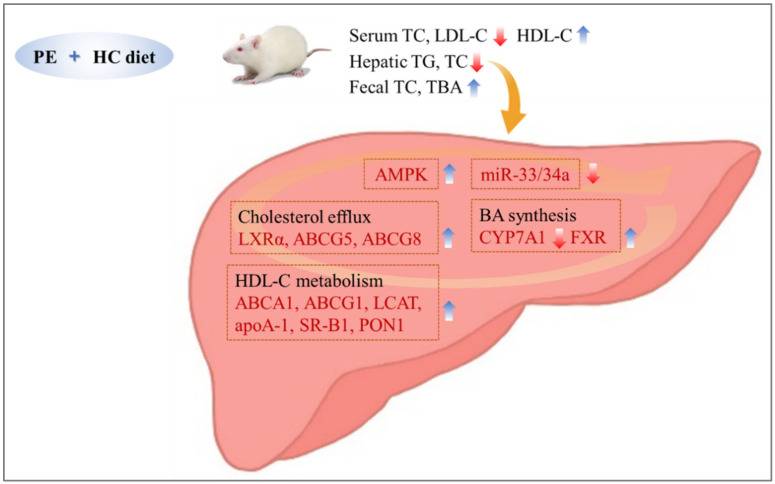 PE + HC diet
Serum TC, LDL-C HDL-C
Hepatic TG, TC
Fecal TC, TBA
AMPK
miR-33/34a
Cholesterol efflux
LXRα, ABCG5, ABCG8
BA synthesis
CYP7A1 FXR
HDL-C metabolism
ABCA1, ABCG1, LCAT,
apoA-1, SR-B1, PON1